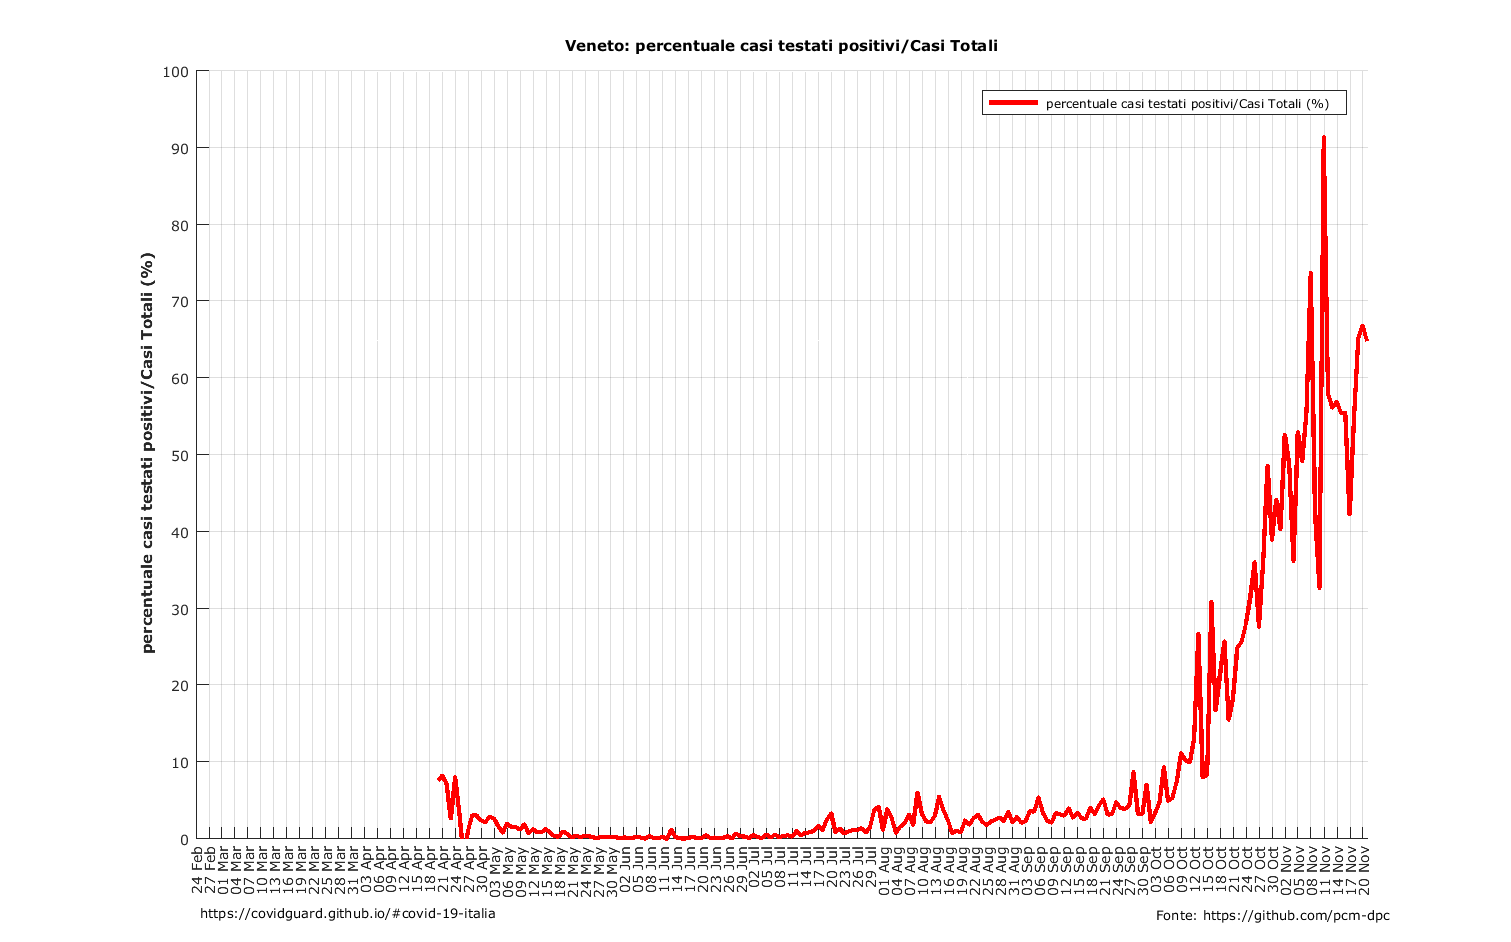 Veneto: percentuale casi testati positivi/Casi Totali
percentuale casi testati positivi/Casi Totali (%)
percentuale casi testati positivi/Casi Totali (%)
100
90
80
70
60
50
40
30
20
10
0
24 Feb
27 Feb
01 Mar
04 Mar
07 Mar
10 Mar
13 Mar
16 Mar
19 Mar
22 Mar
25 Mar
28 Mar
31 Mar
03 Apr
06 Apr
09 Apr
12 Apr
15 Apr
18 Apr
21 Apr
24 Apr
27 Apr
30 Apr
03 May
06 May
09 May
12 May
15 May
18 May
21 May
24 May
27 May
30 May
02 Jun
05 Jun
08 Jun
11 Jun
14 Jun
17 Jun
20 Jun
23 Jun
26 Jun
29 Jun
02 Jul
05 Jul
08 Jul
11 Jul
14 Jul
17 Jul
20 Jul
23 Jul
26 Jul
29 Jul
01 Aug
04 Aug
07 Aug
10 Aug
13 Aug
16 Aug
19 Aug
22 Aug
25 Aug
28 Aug
31 Aug
03 Sep
06 Sep
09 Sep
12 Sep
15 Sep
18 Sep
21 Sep
24 Sep
27 Sep
30 Sep
03 Oct
06 Oct
09 Oct
12 Oct
15 Oct
18 Oct
21 Oct
24 Oct
27 Oct
30 Oct
02 Nov
05 Nov
08 Nov
11 Nov
14 Nov
17 Nov
20 Nov
https://covidguard.github.io/#covid-19-italia
Fonte: https://github.com/pcm-dpc